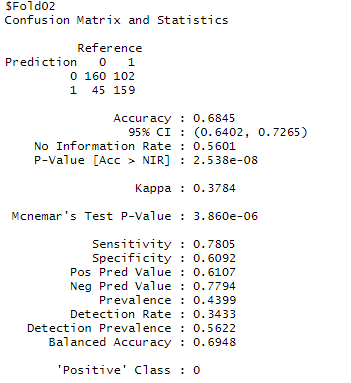 $Fold02
Confusion Matrix and Statistics
Reference
Prediction 0 1
0 160 102
1 45 159
Accuracy : 0.6845
95% CI : (0.6402, 0.7265)
No Information Rate : 0.5601
P-Value [Acc > NIR] : 2.538e-08
Kappa : 0.3784
Mcnemar's Test P-Value : 3.860e-06
Sensitivity : 0.7805
Specificity : 0.6092
Pos Pred Value : 0.6107
Neg Pred Value : 0.7794
Prevalence : 0.4399
Detection Rate : 0.3433
Detection Prevalence : 0.5622
Balanced Accuracy : 0.6948
'Positive' Class : 0